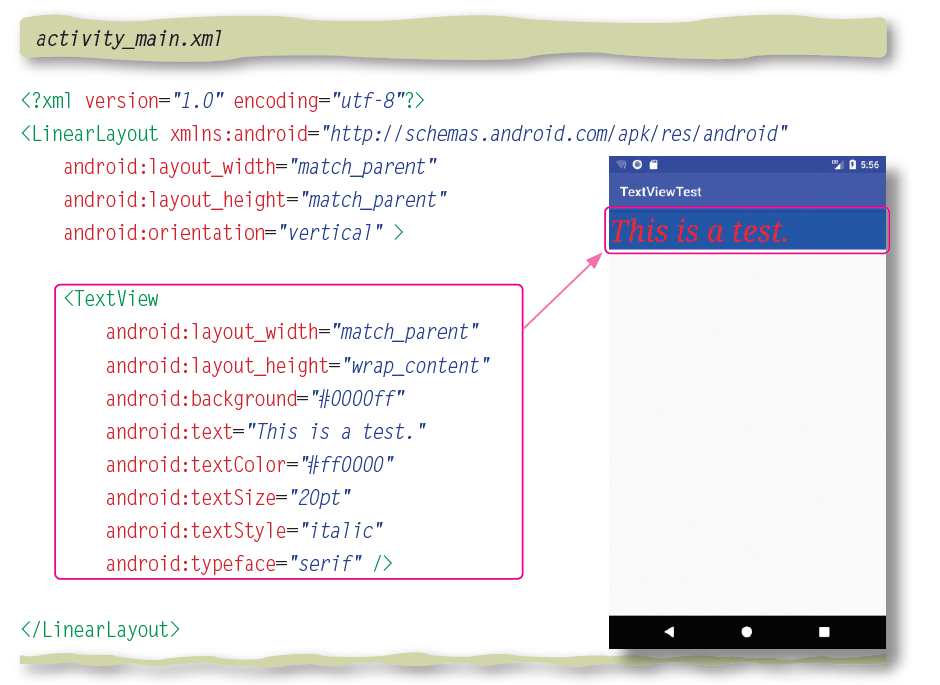 activity_main.xml
<?xml version="1.0" encoding="utf-8"?>
<LinearLayout xmlns:android="http://schemas.android.com/apk/res/android"
    android:layout_width="match_parent"
    android:layout_height="match_parent"
    android:orientation="vertical" >
    <TextView
        android:layout_width="match_parent"
        android:layout_height="wrap_content"
        android:background="#0000ff"
        android:text="This is a test."
        android:textColor="#ff0000"
        android:textSize="20pt"
        android:textStyle="italic"
        android:typeface="serif" />
</LinearLayout>
5:56
TextViewTest
This is a test.